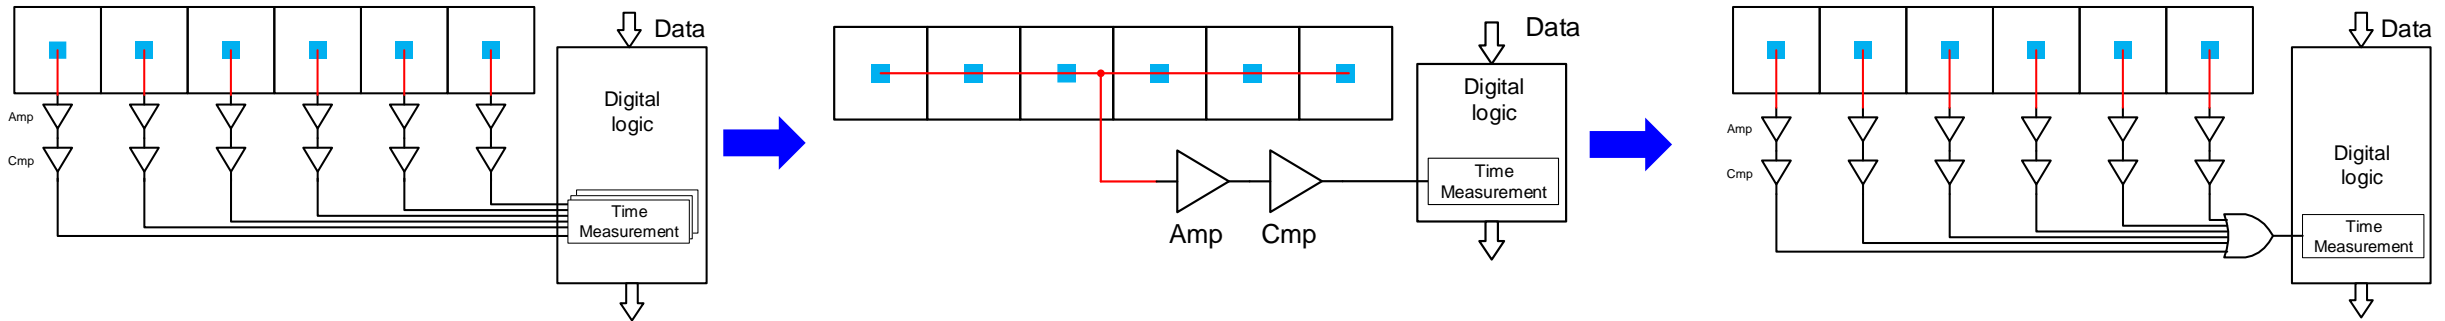 Data
Digital
logic
Amp
Cmp
Time
Measurement
Data
Digital
logic
Time
Measurement
Amp
Cmp
Data
Amp
Cmp
Digital
logic
Time
Measurement